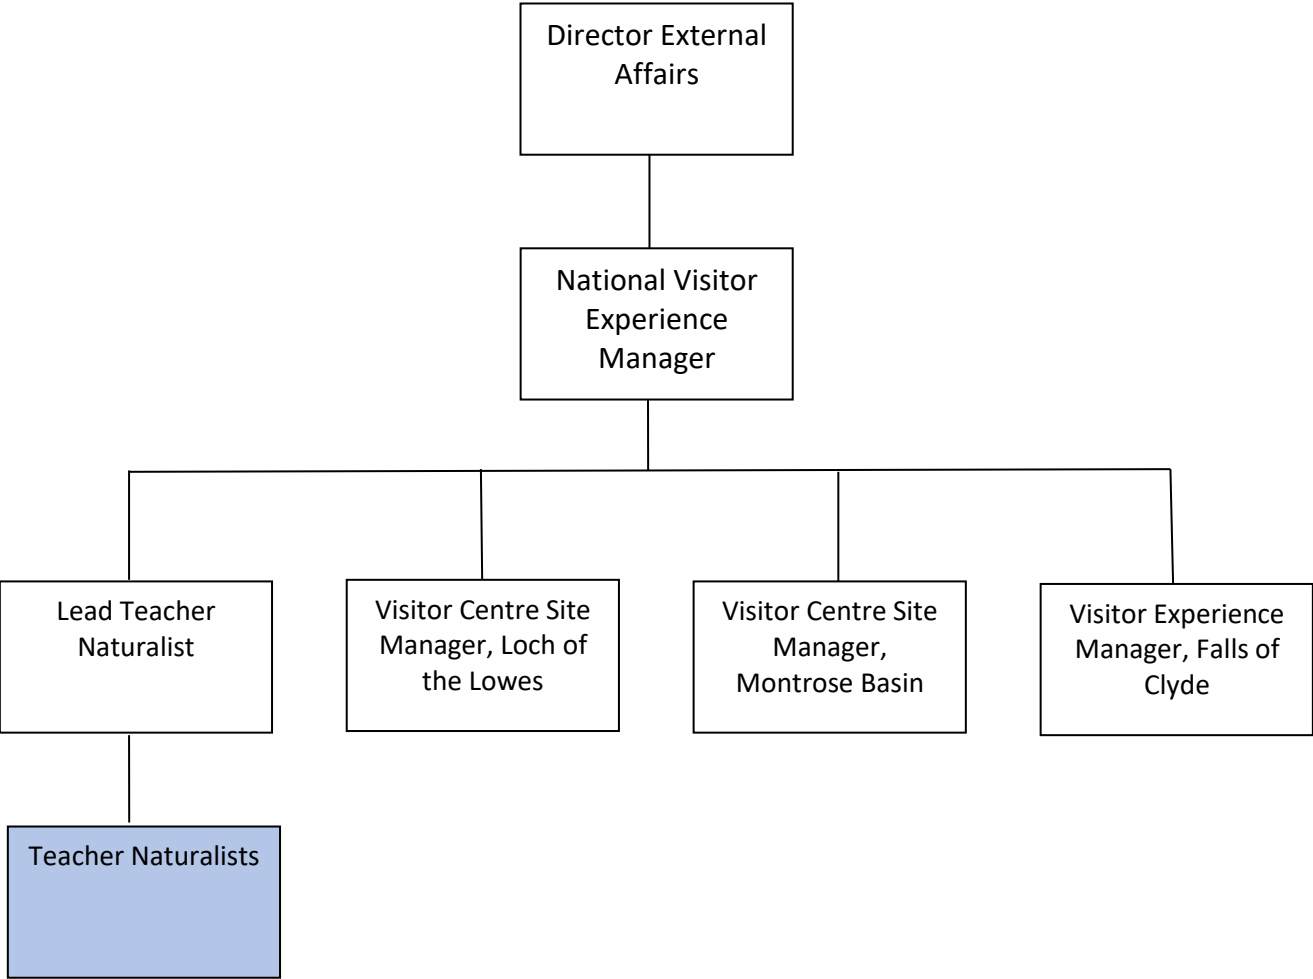 Director External
Affairs
National Visitor
Experience
Manager
Lead Teacher
Naturalist
Visitor Centre Site
Manager, Loch of
the Lowes
Visitor Centre Site
Manager,
Montrose Basin
Visitor Experience
Manager, Falls of
Clyde
Teacher Naturalists